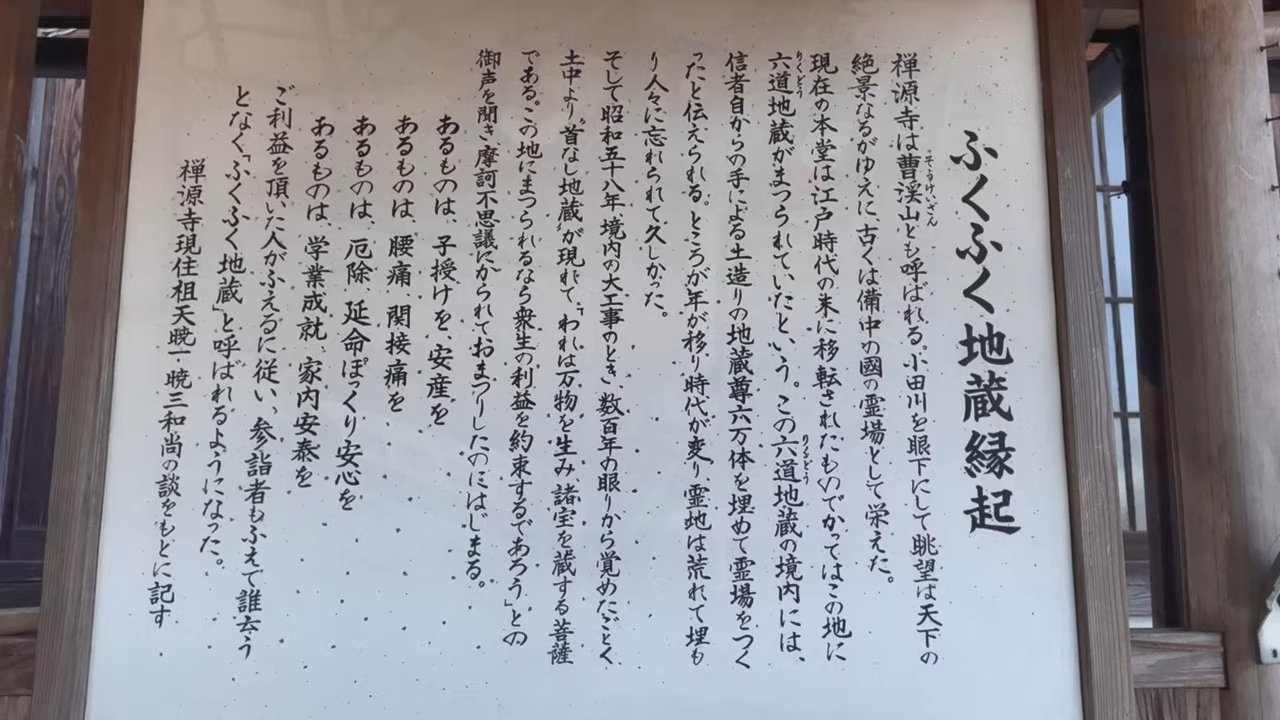 ふくふく地蔵縁起
禅源寺は曹渓山とも呼ばれる。小田川を眼下にして眺望は天下の
そうけいざん
絶景なるがゆえに、古くは備中の國の霊場として栄えた。
現在の本堂は江戸時代の末に移転されたものでかってはこの地に
六道地蔵がまつられていたという。この六道地蔵の境内には、
りくどう
りくどう
信者自からの手による土造りの地蔵尊六万体を埋めて霊場をつく
ったと伝えられる。ところが年が移り時代が変り、霊地は荒れて埋も
り人々に忘れられて久しかった。
そして昭和五十八年、境内の大工事のとき、数百年の眠りから覚めたごとく
土中より〝首なし地蔵〟が現れて、「われは万物を生み、諸宝を蔵する菩薩
である。この地にまつられるなら衆生の利益を約束するであろう」との
御声を聞き、摩訶不思議にかられておまつりしたのにはじまる。
あるものは、子授けを、安産を
あるものは、腰痛、関接痛を
あるものは、厄除、延命ぽっくり安心を
あるものは、学業成就、家内安泰を
ご利益を頂いた人がふえるに従い、参詣者もふえて誰云う
となく「ふくふく地蔵」と呼ばれるようになった。
禅源寺現住祖天暁一暁三和尚の談をもとに記す